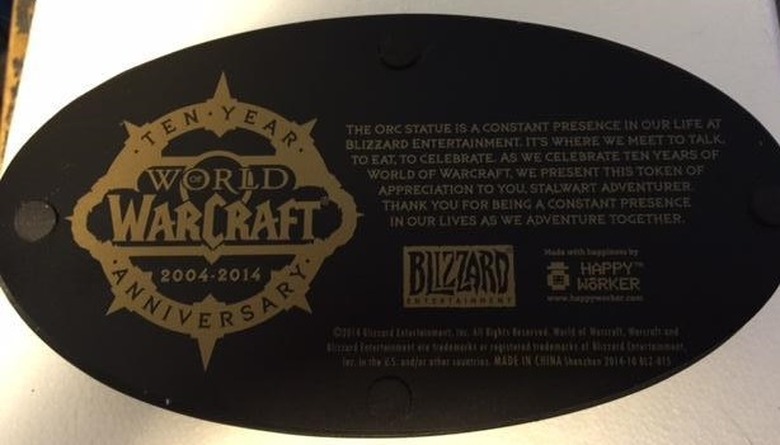 TEN·YEAR
WORLD
OF
WARCRAFT®
2004-2014
ANNIVERSARY
THE ORC STATUE IS A CONSTANT PRESENCE IN OUR LIFE AT
BLIZZARD ENTERTAINMENT. IT'S WHERE WE MEET TO TALK,
TO EAT, TO CELEBRATE. AS WE CELEBRATE TEN YEARS OF
WORLD OF WARCRAFT, WE PRESENT THIS TOKEN OF
APPRECIATION TO YOU, STALWART ADVENTURER.
THANK YOU FOR BEING A CONSTANT PRESENCE
IN OUR LIVES AS WE ADVENTURE TOGETHER.
BLIZZARD
ENTERTAINMENT
Made with happiness by
HAPPY™
WORKER
www.happyworker.com
©2014 Blizzard Entertainment, Inc. All Rights Reserved. World of Warcraft, Warcraft and
Blizzard Entertainment are trademarks or registered trademarks of Blizzard Entertainment,
Inc. in the U.S. and/or other countries. MADE IN CHINA Shenzhen 2014-10 BLZ-015